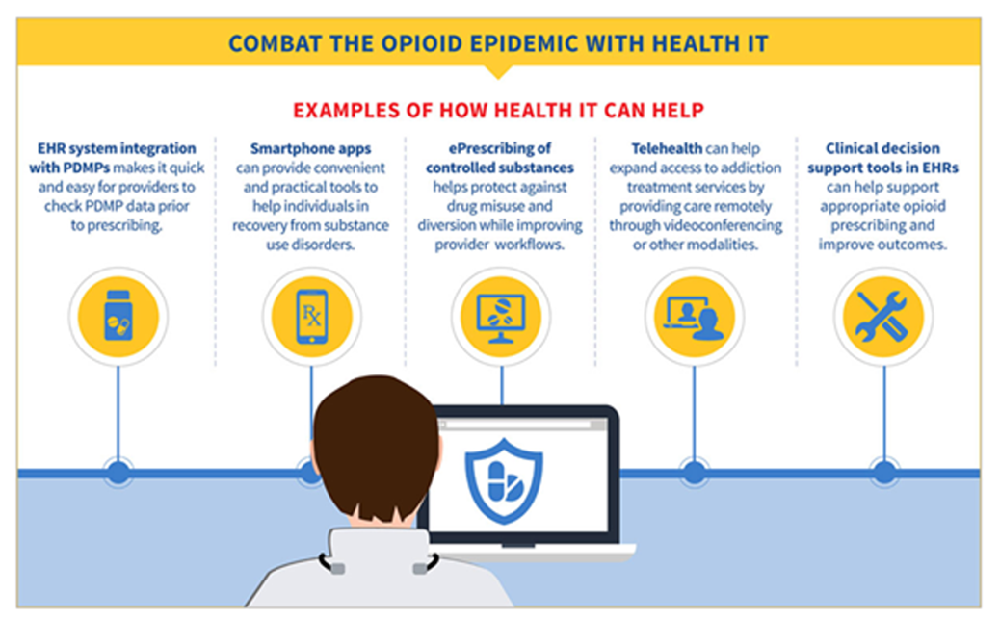 COMBAT THE OPIOID EPIDEMIC WITH HEALTH IT
EXAMPLES OF HOW HEALTH IT CAN HELP
EHR system integration
with PDMPs makes it quick
and easy for providers to
check PDMP data prior
to prescribing.
Smartphone apps
can provide convenient
and practical tools to
help individuals in
recovery from substance
use disorders.
ePrescribing of
controlled substances
helps protect against
drug misuse and
diversion while improving
provider workflows.
Telehealth can help
expand access to addiction
treatment services by
providing care remotely
through videoconferencing
or other modalities.
Clinical decision
support tools in EHRs
can help support
appropriate opioid
prescribing and
improve outcomes.
Rx